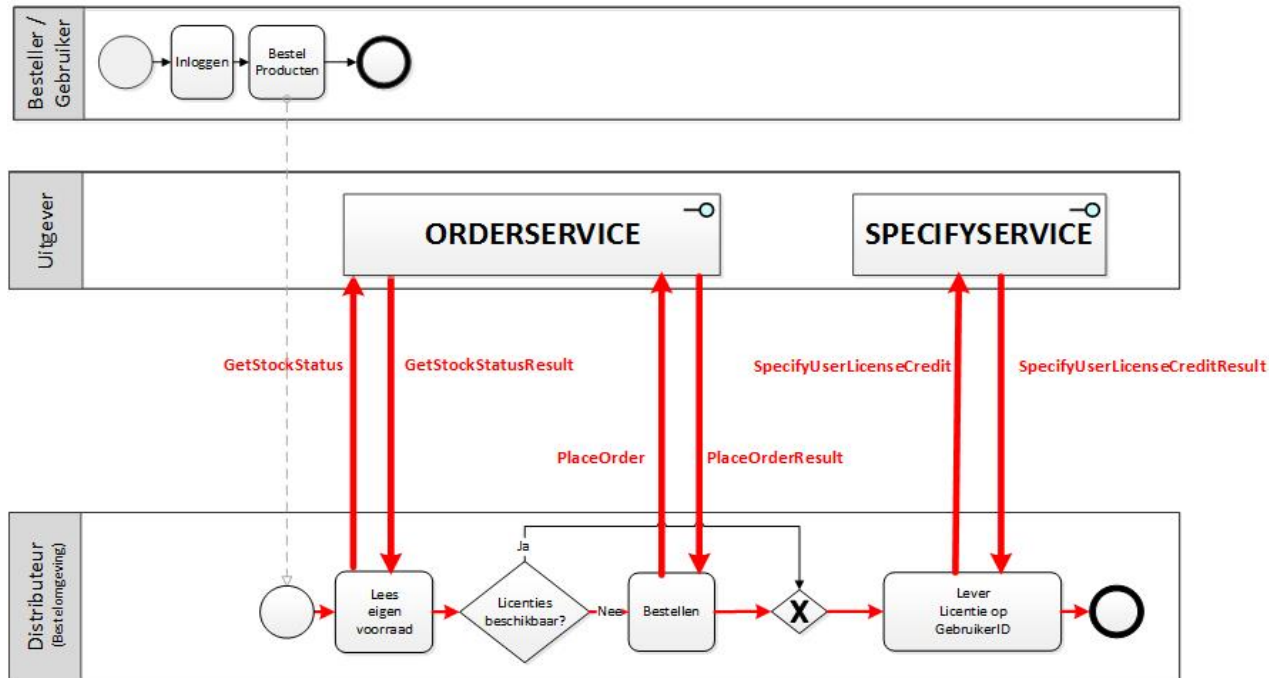 Besteller /
Gebruiker
Inloggen
Bestel
Producten
Uitgever
ORDERSERVICE
SPECIFYSERVICE
GetStockStatus
GetStockStatusResult
SpecifyUserLicenseCredit
SpecifyUserLicenseCreditResult
PlaceOrder
PlaceOrderResult
Distributeur
(Bestelomgeving)
Lees
eigen
voorraad
Licenties
beschikbaar?
Ja
Nee
Bestellen
X
Lever
Licentie op
GebruikerID